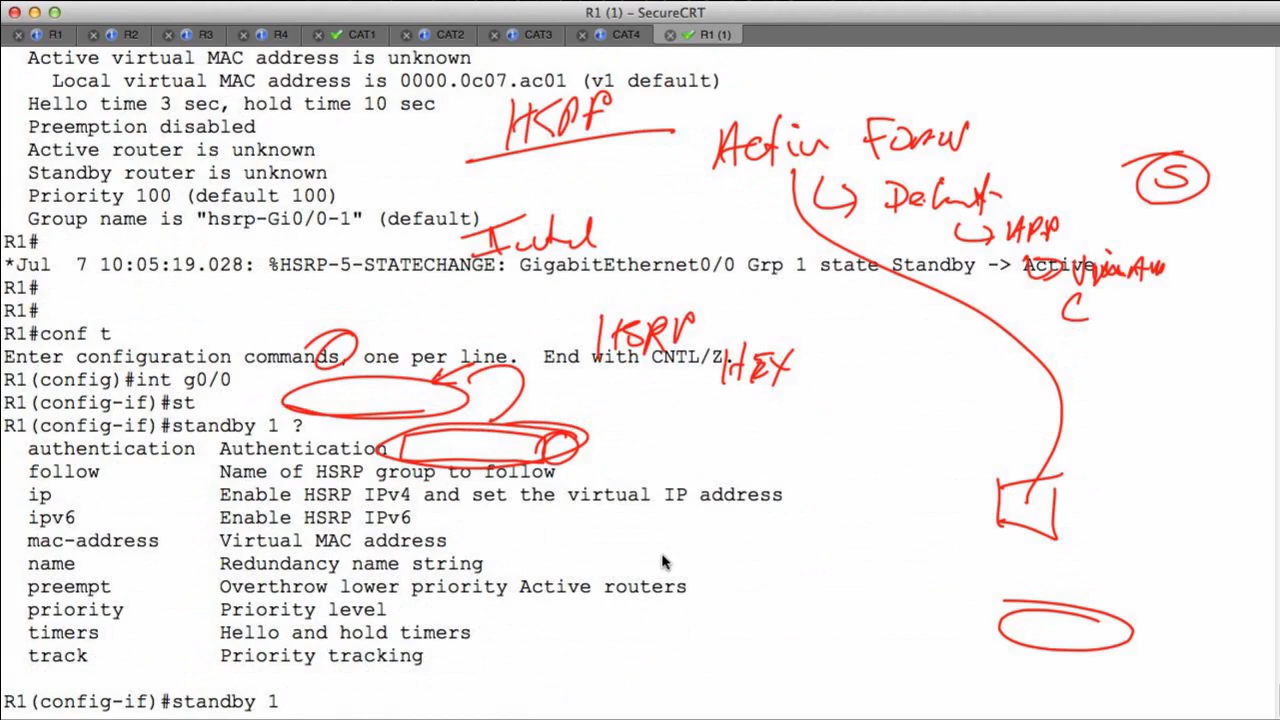 R1 (1) – SecureCRT
R1 R2 R3 R4 CAT1 CAT2 CAT3 CAT4 R1 (1)
Active virtual MAC address is unknown
Local virtual MAC address is 0000.0c07.ac01 (v1 default)
Hello time 3 sec, hold time 10 sec
Preemption disabled
Active router is unknown
Standby router is unknown
Priority 100 (default 100)
Group name is "hsrp-Gi0/0-1" (default)
S
R1#
*Jul  7 10:05:19.028: %HSRP-5-STATECHANGE: GigabitEthernet0/0 Grp 1 state Standby -> Active
R1#
R1#
C
R1#conf t
HSRP
Enter configuration commands, one per line.  End with CNTL/Z.
HEX
R1(config)#int g0/0
R1(config-if)#st
R1(config-if)#standby 1 ?
authentication  Authentication
follow  Name of HSRP group to follow
ip  Enable HSRP IPv4 and set the virtual IP address
ipv6  Enable HSRP IPv6
mac-address  Virtual MAC address
name  Redundancy name string
preempt  Overthrow lower priority Active routers
priority  Priority level
timers  Hello and hold timers
track  Priority tracking
R1(config-if)#standby 1